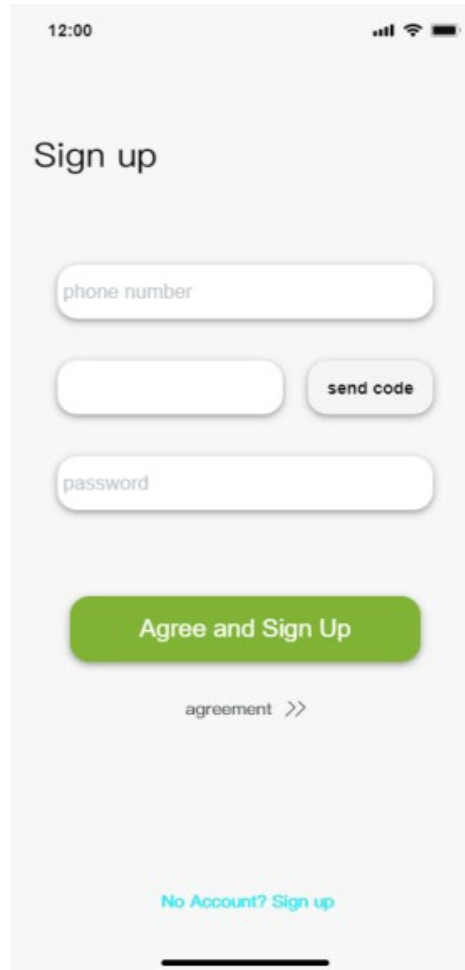 12:00
Sign up
phone number
send code
password
Agree and Sign Up
agreement >>
No Account? Sign up